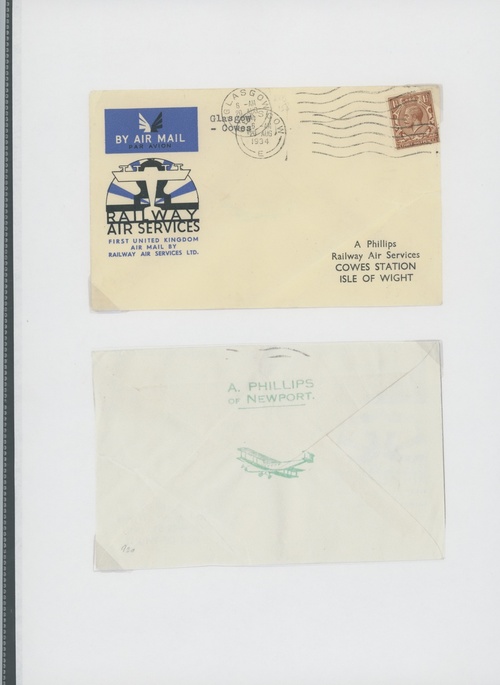 BY AIR MAIL
PAR AVION
RAILWAY
AIR SERVICES
FIRST UNITED KINGDOM
AIR MAIL BY
RAILWAY AIR SERVICES LTD.
Glasgow
- Cowes
GLASGOW
1934
E
A Phillips
Railway Air Services
COWES STATION
ISLE OF WIGHT
A. PHILLIPS
OF NEWPORT.